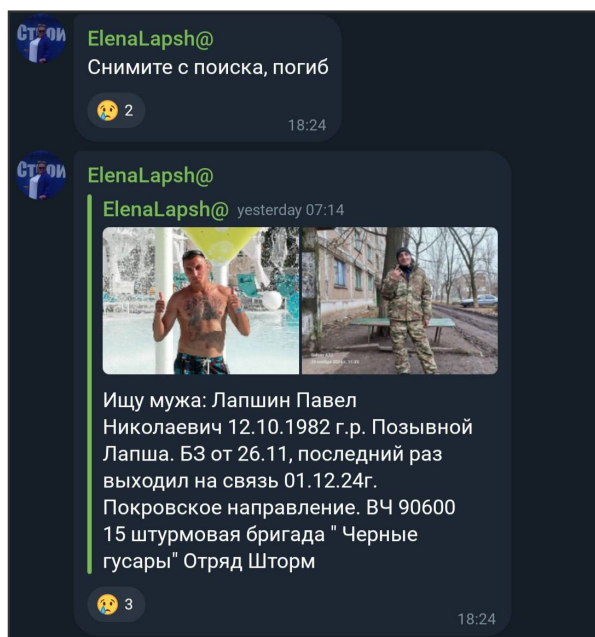 ElenaLapsh@
Снимите с поиска, погиб
😢 2
18:24
ElenaLapsh@
ElenaLapsh@ yesterday 07:14
Ищу мужа: Лапшин Павел
Николаевич 12.10.1982 г.р. Позывной
Лапша. БЗ от 26.11, последний раз
выходил на связь 01.12.24г.
Покровское направление. ВЧ 90600
15 штурмовая бригада " Черные
гусары" Отряд Шторм
😢 3
18:24